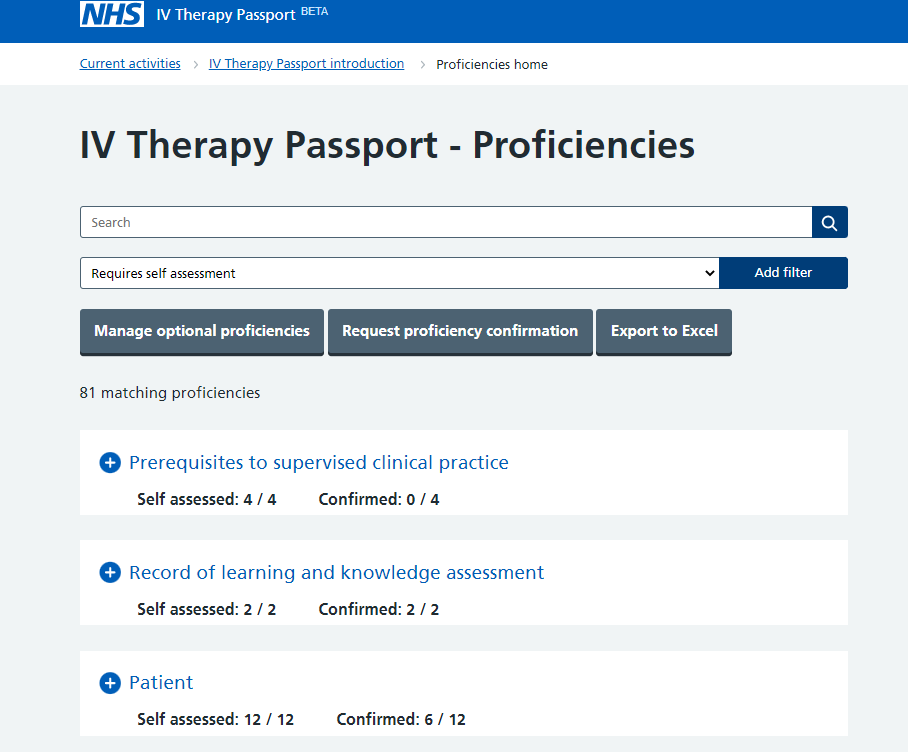 NHS IV Therapy Passport BETA
Current activities > IV Therapy Passport introduction > Proficiencies home
IV Therapy Passport - Proficiencies
Search
Requires self assessment Add filter
Manage optional proficiencies Request proficiency confirmation Export to Excel
81 matching proficiencies
Prerequisites to supervised clinical practice
Self assessed: 4 / 4 Confirmed: 0 / 4
Record of learning and knowledge assessment
Self assessed: 2 / 2 Confirmed: 2 / 2
Patient
Self assessed: 12 / 12 Confirmed: 6 / 12